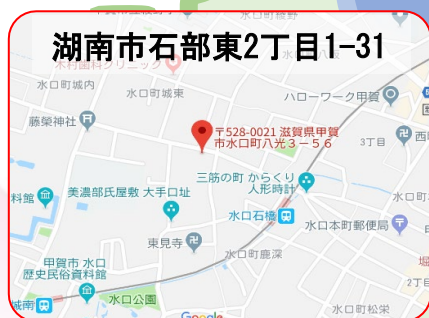 湖南市石部東2丁目1-31
水口町城内
水口町城東
ハローワーク甲賀
藤榮神社
〒528-0021 滋賀県甲賀
市水口町八光３－５６
3丁目
三筋の町 からくり
人形時計
美濃部氏屋敷 大手口址
水口石橋
水口本町郵便局
東見寺
水口町鹿深
甲賀市 水口
歴史民俗資料館
水口公園
水口町松栄
Google